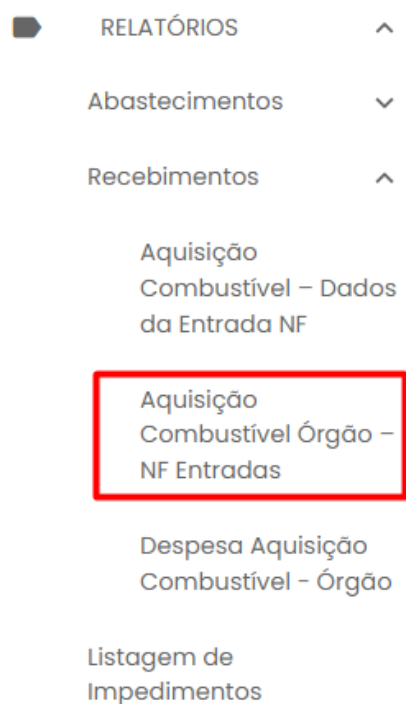 RELATÓRIOS
Abastecimentos
Recebimentos
Aquisição
Combustível – Dados
da Entrada NF
Aquisição
Combustível Órgão –
NF Entradas
Despesa Aquisição
Combustível - Órgão
Listagem de
Impedimentos